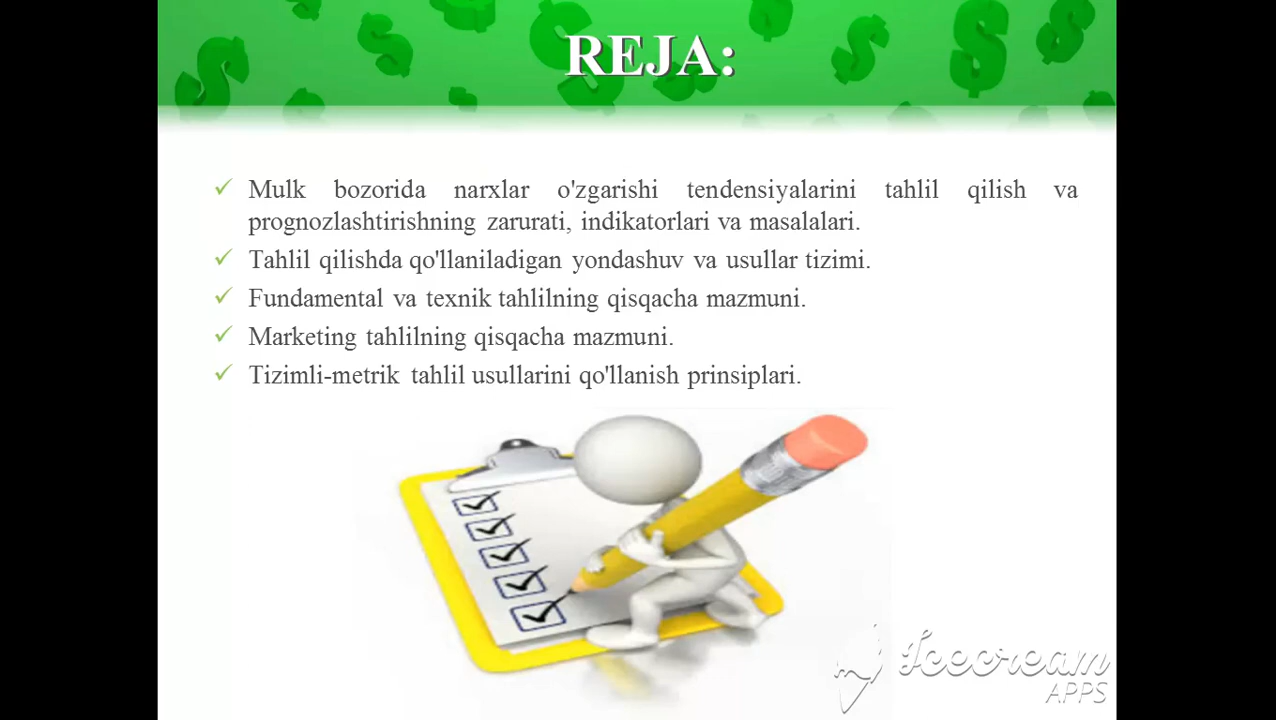 REJA:
Mulk bozorida narxlar o'zgarishi tendensiyalarini tahlil qilish va
prognozlashtirishning zarurati, indikatorlari va masalalari.
Tahlil qilishda qo'llaniladigan yondashuv va usullar tizimi.
Fundamental va texnik tahlilning qisqacha mazmuni.
Marketing tahlilning qisqacha mazmuni.
Tizimli-metrik tahlil usullarini qo'llanish prinsiplari.
Icecream
APPS